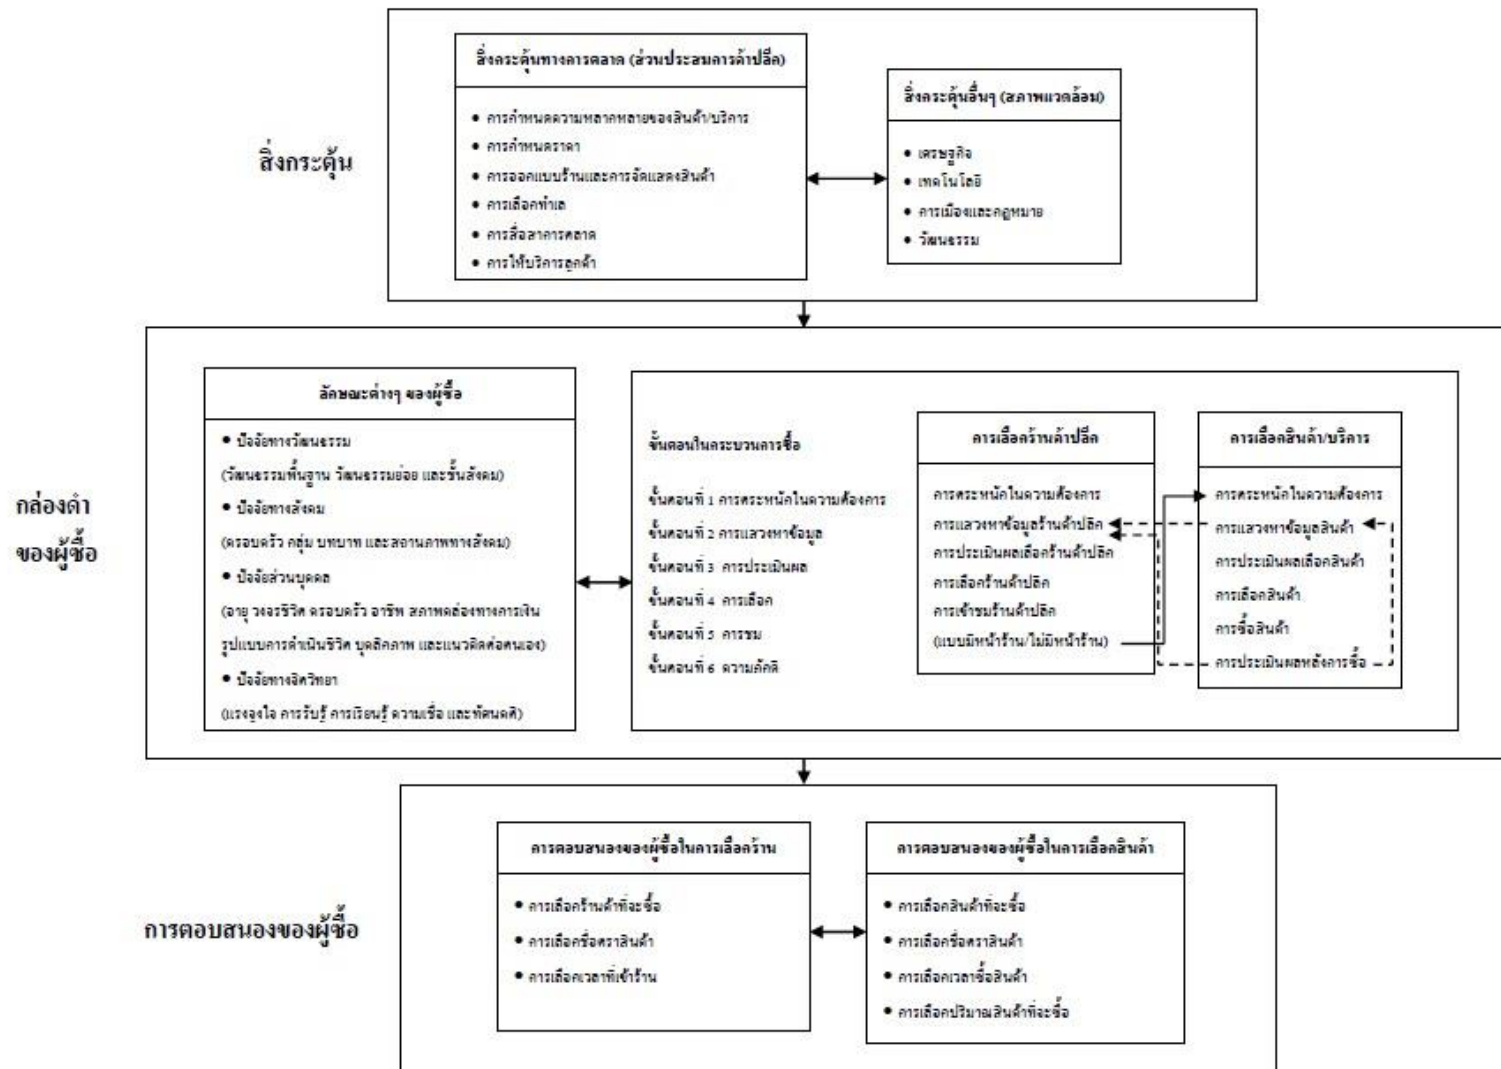 สิ่งกระตุ้นทางการตลาด (ส่วนประสมการค้าปลีก)
• การกำหนดความหลากหลายของสินค้า/บริการ
• การกำหนดราคา
• การออกแบบร้านและการจัดแสดงสินค้า
• การเลือกทำเล
• การสื่อสาการตลาด
• การให้บริการลูกค้า
สิ่งกระตุ้นอื่นๆ (สภาพแวดล้อม)
• เศรษฐกิจ
• เทคโนโลยี
• การเมืองและกฎหมาย
• วัฒนธรรม
สิ่งกระตุ้น
ลักษณะต่างๆ ของผู้ซื้อ
• ปัจจัยทางวัฒนธรรม
(วัฒนธรรมพื้นฐาน วัฒนธรรมย่อย และชั้นสังคม)
• ปัจจัยทางสังคม
(ครอบครัว กลุ่ม บทบาท และสถานภาพทางสังคม)
• ปัจจัยส่วนบุคคล
(อายุ วงจรชีวิต ครอบครัว อาชีพ สภาพคล่องทางการเงิน
รูปแบบการดำเนินชีวิต บุคลิกภาพ และแนวคิดต่อตนเอง)
• ปัจจัยทางจิตวิทยา
(แรงจูงใจ การรับรู้ การเรียนรู้ ความเชื่อ และทัศนคติ)
กล่องดำ
ของผู้ซื้อ
ขั้นตอนในกระบวนการซื้อ
ขั้นตอนที่ 1 การตระหนักในความต้องการ
ขั้นตอนที่ 2 การแสวงหาข้อมูล
ขั้นตอนที่ 3 การประเมินผล
ขั้นตอนที่ 4 การเลือก
ขั้นตอนที่ 5 การชม
ขั้นตอนที่ 6 ความภักดี
การเลือกร้านค้าปลีก
การตระหนักในความต้องการ
การแสวงหาข้อมูลร้านค้าปลีก
การประเมินผลเลือกร้านค้าปลีก
การเลือกร้านค้าปลีก
การเข้าชมร้านค้าปลีก
(แบบมีหน้าร้าน/ไม่มีหน้าร้าน)
การเลือกสินค้า/บริการ
การตระหนักในความต้องการ
การแสวงหาข้อมูลสินค้า
การประเมินผลเลือกสินค้า
การเลือกสินค้า
การซื้อสินค้า
การประเมินผลหลังการซื้อ
การตอบสนองของผู้ซื้อ
การตอบสนองของผู้ซื้อในการเลือกร้าน
• การเลือกร้านค้าที่จะซื้อ
• การเลือกชื่อตราสินค้า
• การเลือกเวลาที่เข้าร้าน
การตอบสนองของผู้ซื้อในการเลือกสินค้า
• การเลือกสินค้าที่จะซื้อ
• การเลือกชื่อตราสินค้า
• การเลือกเวลาซื้อสินค้า
• การเลือกปริมาณสินค้าที่จะซื้อ